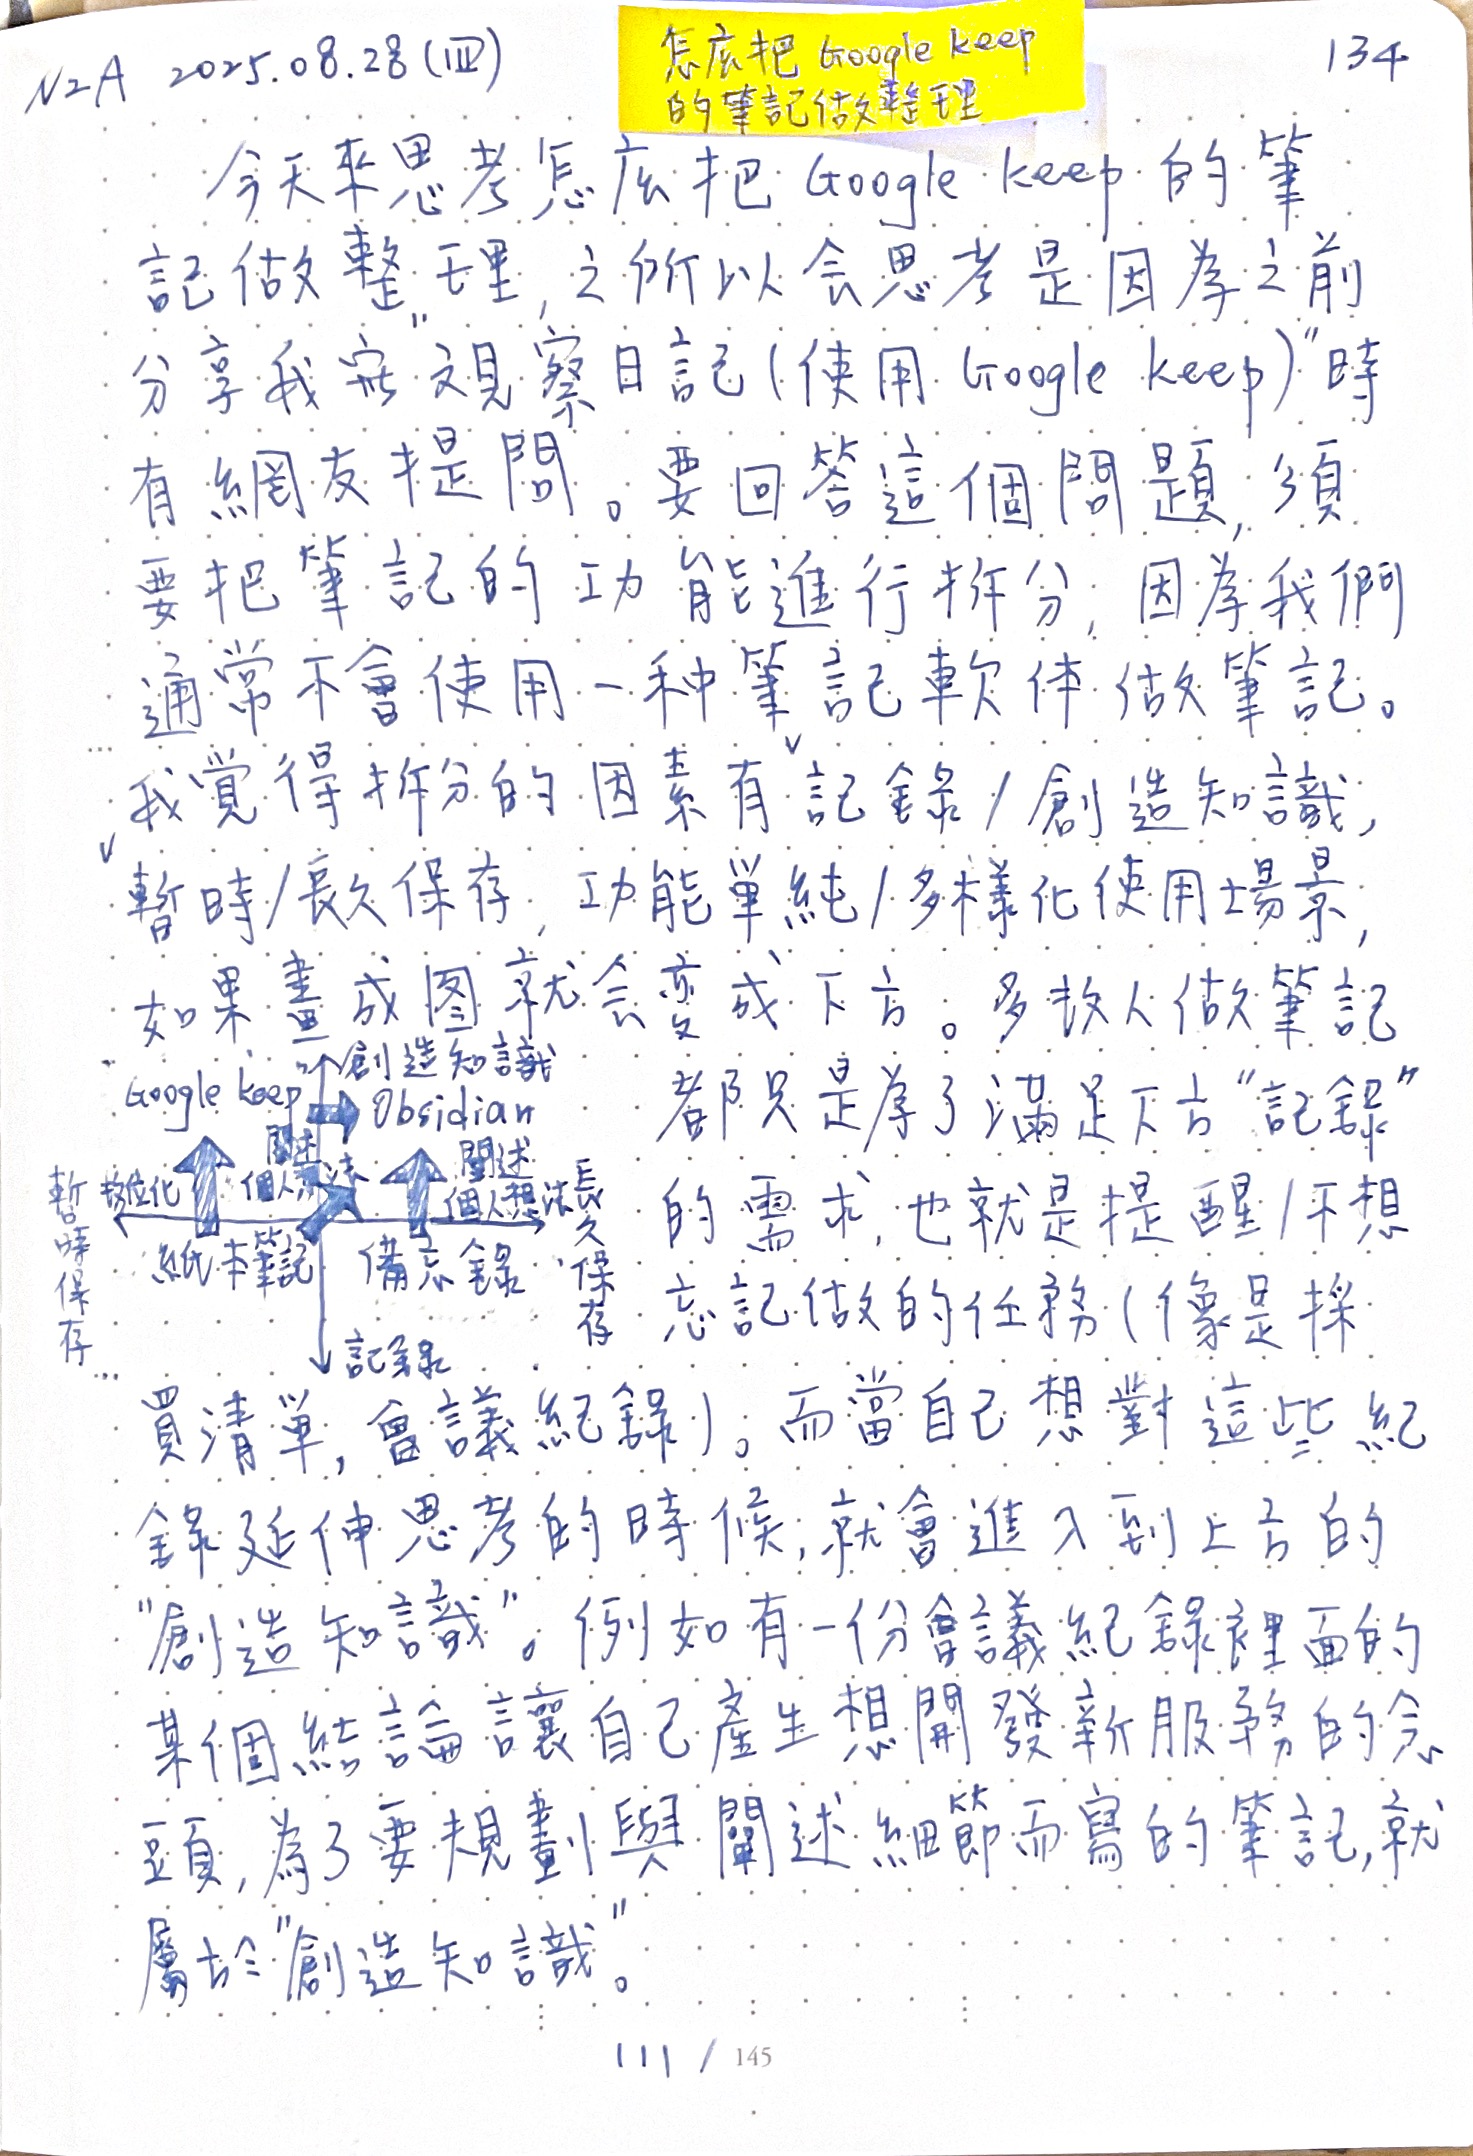 N2A 2025.08.28(四)
怎庅把 Google keep
的筆記做整理
134
今天來思考怎庅把 Google keep 的筆
記做整理,之所以会思考是因為之前
分享我寫"观察日記(使用 Google keep)"時
有網友提問。要回答這個問題,須
要把筆記的功能進行拆分,因為我們
通常不會使用一种筆記軟体做筆記。
我覺得拆分的因素有記錄/創造知識,
暫時/長久保存,功能單純/多樣化使用場景,
如果畫成图就会变成下方。多数人做筆記
都只是為了滿足下方"記錄"
的需求,也就是提醒/不想
忘記做的任務(像是採
買清單,會議紀錄)。而當自己想對這些紀
錄延伸思考的時候,就會進入到上方的
"創造知識"。例如有一份會議紀錄裡面的
某個結論讓自己產生想開發新服務的念
頭,為了要規劃與闡述細節而寫的筆記,就
屬於"創造知識"。
創造知識
Google keep
Obsidian
闡述
個人想法
數位化
闡述
個人想法
暫時保存
長久保存
紙本筆記
備忘錄
記錄
111 / 145